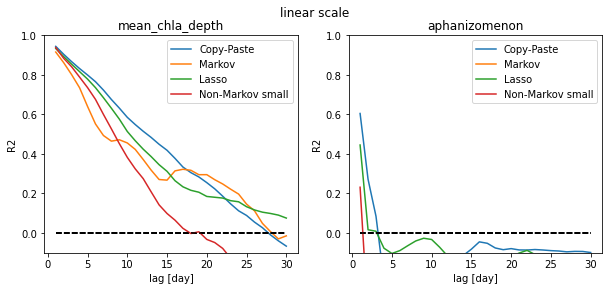 linear scale
mean_chla_depth
1.0
0.8
0.6
0.4
0.2
0.0
R2
0
5
10
15
20
25
30
lag [day]
Copy-Paste
Markov
Lasso
Non-Markov small
aphanizomenon
1.0
0.8
0.6
0.4
0.2
0.0
R2
0
5
10
15
20
25
30
lag [day]
Copy-Paste
Markov
Lasso
Non-Markov small